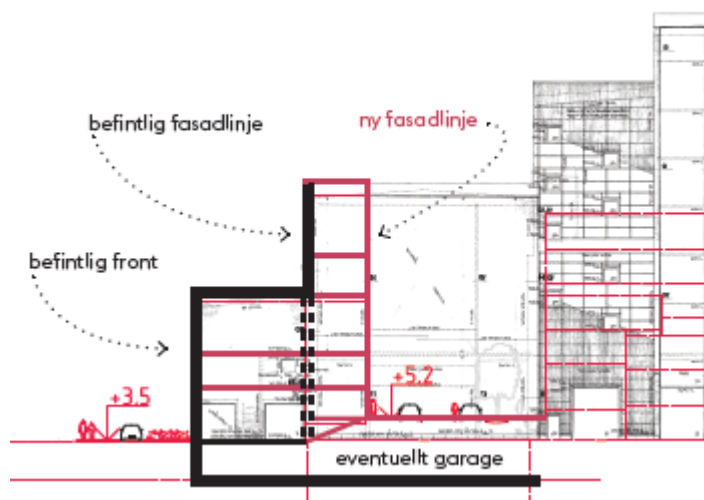 befintlig fasadlinje
ny fasadlinje
befintlig front
+3.5
+5.2
eventuellt garage